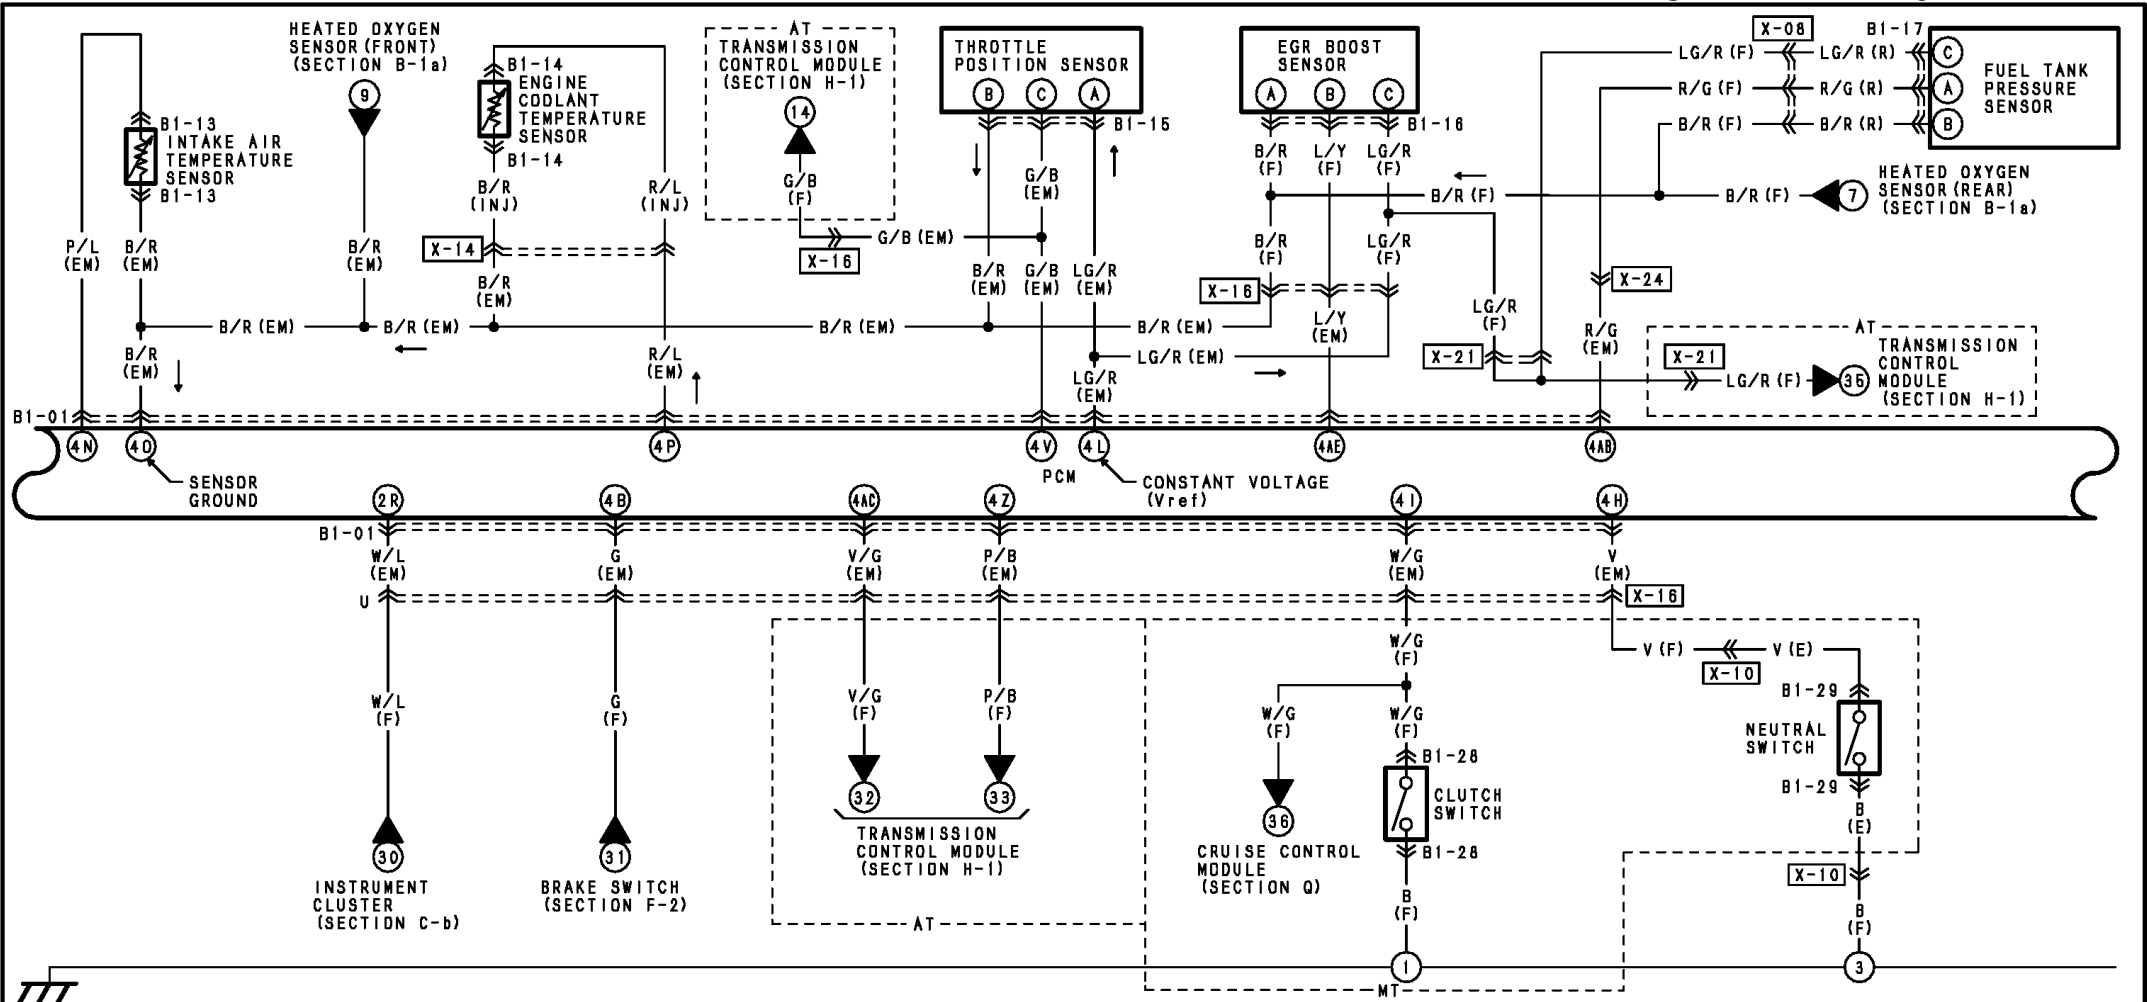 HEATED OXYGEN
SENSOR (FRONT)
(SECTION B-1a)
9
B1-13
INTAKE AIR
TEMPERATURE
SENSOR
B1-13
P/L
(EM)
B/R
(EM)
B/R
(EM)
B1-14
ENGINE
COOLANT
TEMPERATURE
SENSOR
B1-14
B/R
(INJ)
R/L
(INJ)
X-14
B/R
(EM)
AT
TRANSMISSION
CONTROL MODULE
(SECTION H-1)
14
G/B
(F)
X-16
G/B (EM)
THROTTLE
POSITION SENSOR
B
C
A
B1-15
G/B
(EM)
B/R
(EM)
G/B
(EM)
LG/R
(EM)
EGR BOOST
SENSOR
A
B
C
B1-16
B/R
(F)
L/Y
(F)
LG/R
(F)
B/R
(F)
LG/R
(F)
X-16
L/Y
(EM)
X-08
B1-17
LG/R (F)
LG/R (R)
C
R/G (F)
R/G (R)
A
B/R (F)
B/R (R)
B
FUEL TANK
PRESSURE
SENSOR
B/R (F)
B/R (F)
7
HEATED OXYGEN
SENSOR (REAR)
(SECTION B-1a)
X-24
LG/R
(F)
R/G
(EM)
X-21
AT
X-21
LG/R (F)
35
TRANSMISSION
CONTROL
MODULE
(SECTION H-1)
B/R (EM)
B/R (EM)
B/R (EM)
B/R (EM)
LG/R (EM)
B/R
(EM)
R/L
(EM)
LG/R
(EM)
B1-01
4N
4O
4P
4V
4L
4AE
4AB
SENSOR
GROUND
PCM
CONSTANT VOLTAGE
(Vref)
2R
4B
4AC
4Z
4I
4H
B1-01
W/L
(EM)
G
(EM)
V/G
(EM)
P/B
(EM)
W/G
(EM)
V
(EM)
U
X-16
W/L
(F)
G
(F)
V/G
(F)
P/B
(F)
W/G
(F)
V (F)
V (E)
X-10
W/G
(F)
W/G
(F)
B1-29
NEUTRAL
SWITCH
B1-29
B1-28
CLUTCH
SWITCH
B1-28
30
INSTRUMENT
CLUSTER
(SECTION C-b)
31
BRAKE SWITCH
(SECTION F-2)
32
33
TRANSMISSION
CONTROL MODULE
(SECTION H-1)
AT
36
CRUISE CONTROL
MODULE
(SECTION Q)
B
(E)
X-10
B
(F)
B
(F)
1
3
MT